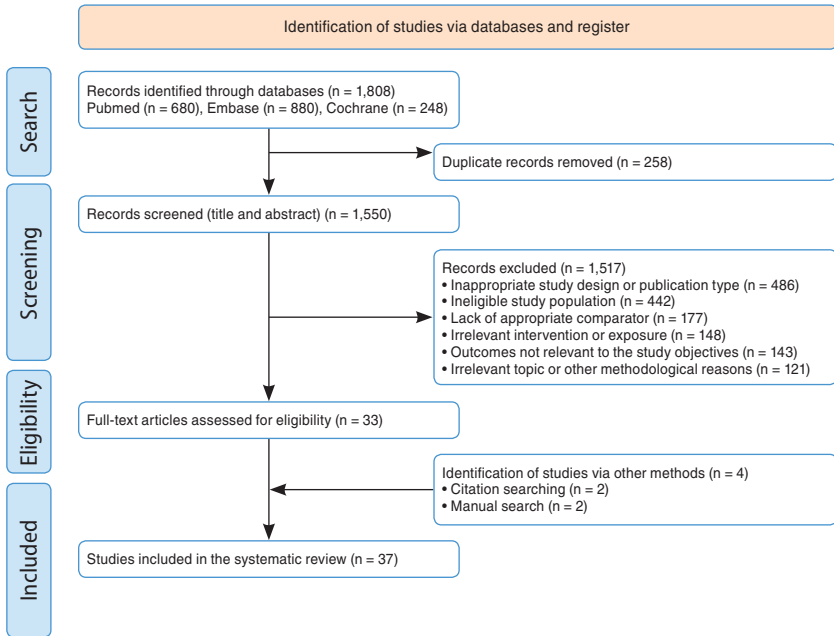 Identification of studies via databases and register
Search
Records identified through databases (n = 1,808)
Pubmed (n = 680), Embase (n = 880), Cochrane (n = 248)
Duplicate records removed (n = 258)
Screening
Records screened (title and abstract) (n = 1,550)
Records excluded (n = 1,517)
• Inappropriate study design or publication type (n = 486)
• Ineligible study population (n = 442)
• Lack of appropriate comparator (n = 177)
• Irrelevant intervention or exposure (n = 148)
• Outcomes not relevant to the study objectives (n = 143)
• Irrelevant topic or other methodological reasons (n = 121)
Eligibility
Full-text articles assessed for eligibility (n = 33)
Identification of studies via other methods (n = 4)
• Citation searching (n = 2)
• Manual search (n = 2)
Included
Studies included in the systematic review (n = 37)